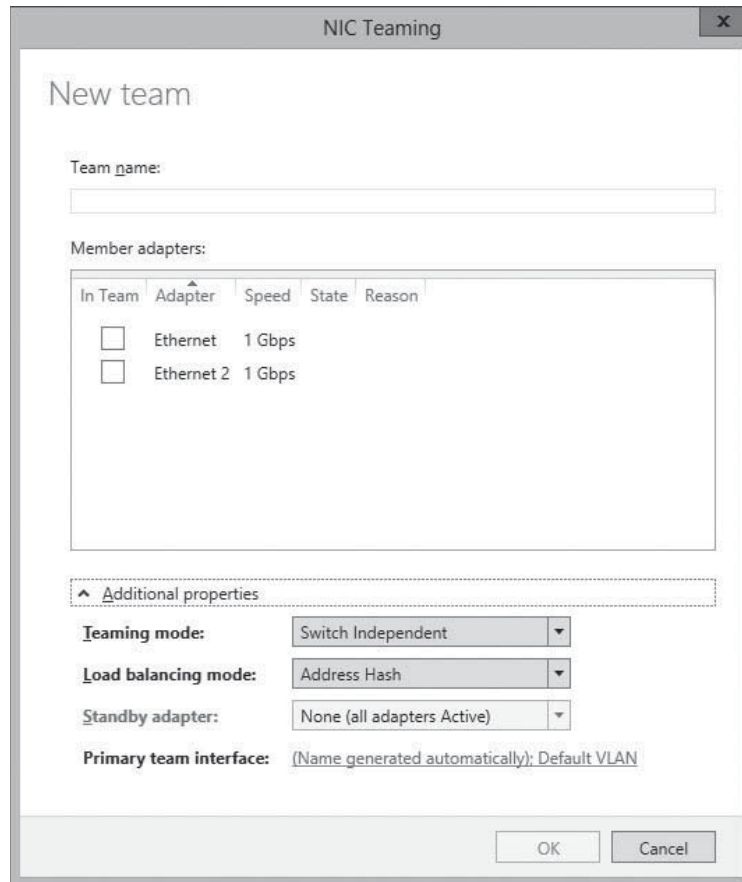 NIC Teaming
x
New team
Team name:
Member adapters:
In Team Adapter Speed State Reason
Ethernet 1 Gbps
Ethernet 2 1 Gbps
Additional properties
Teaming mode: Switch Independent
Load balancing mode: Address Hash
Standby adapter: None (all adapters Active)
Primary team interface: (Name generated automatically); Default VLAN
OK Cancel